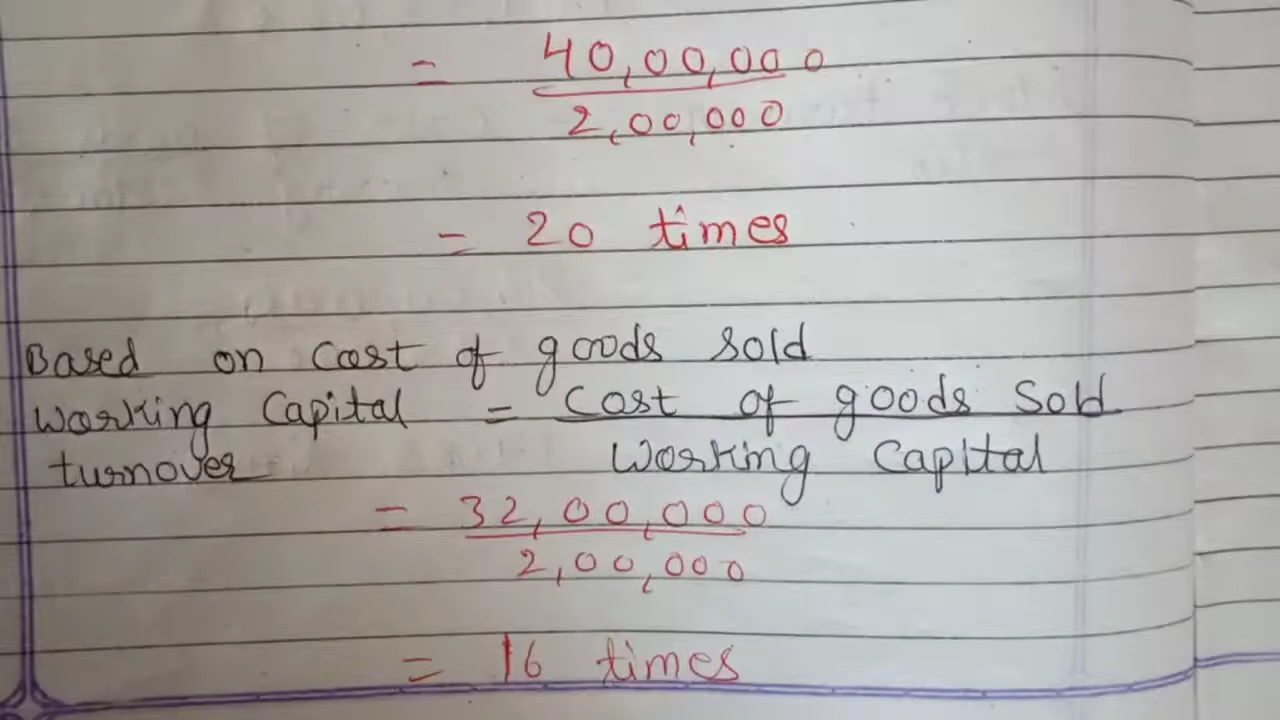 = 40,00,000
2,00,000
= 20 times
Based on Cost of goods sold
Working Capital = Cost of goods Sold
turnover Working Capital
= 32,00,000
2,00,000
= 16 times